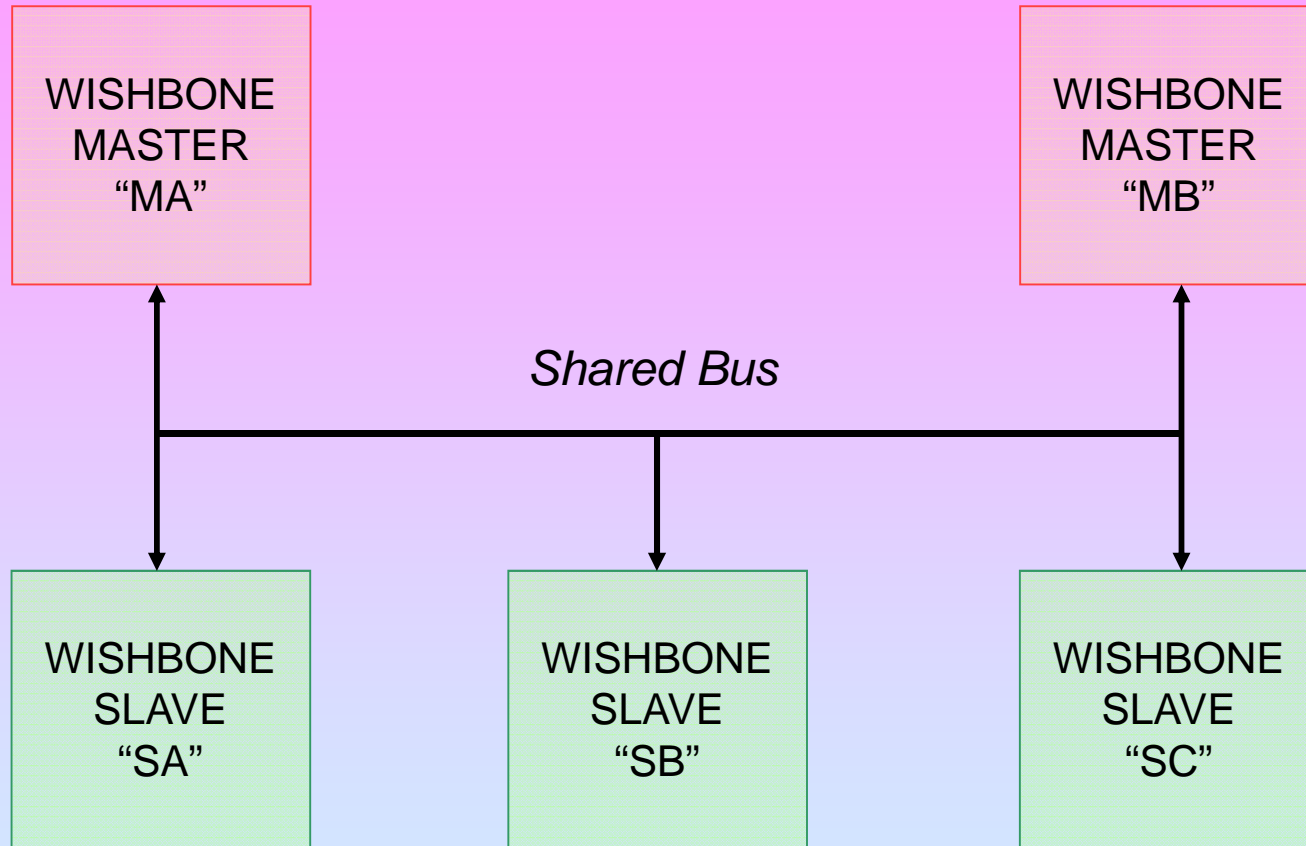 WISHBONE
MASTER
“MA”
WISHBONE
MASTER
“MB”
Shared Bus
WISHBONE
SLAVE
“SA”
WISHBONE
SLAVE
“SB”
WISHBONE
SLAVE
“SC”